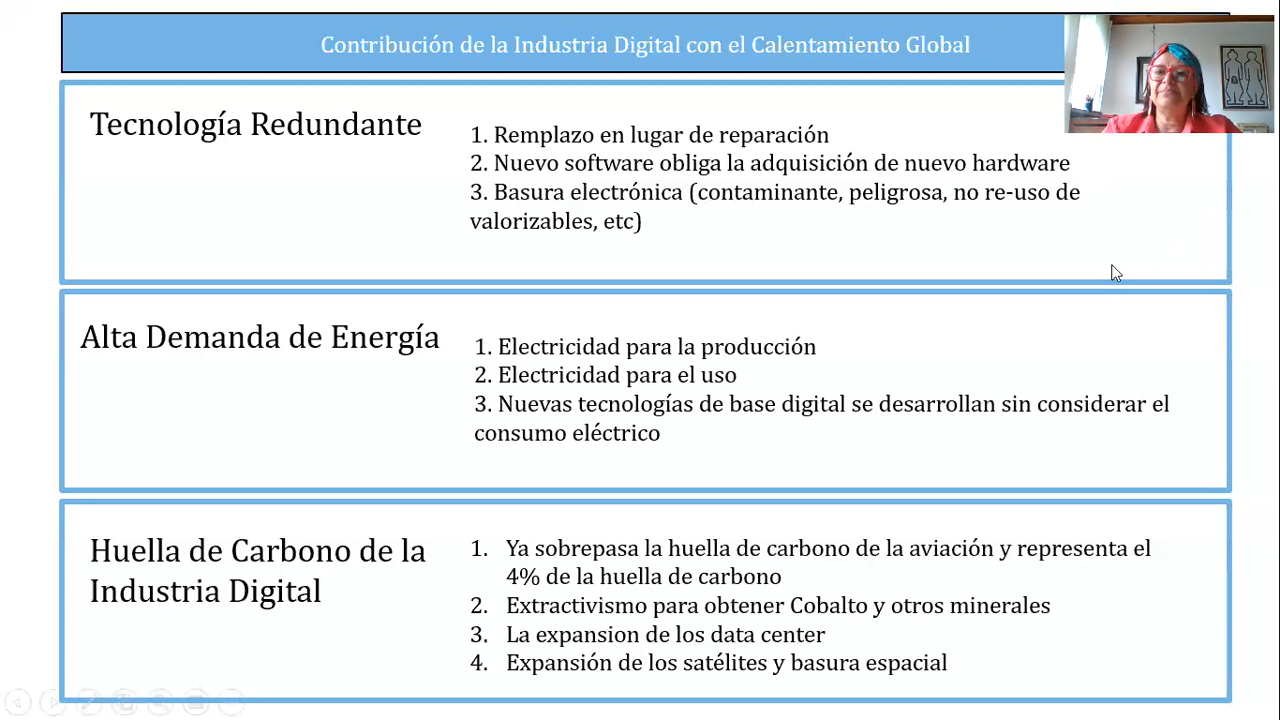 Contribución de la Industria Digital con el Calentamiento Global
Tecnología Redundante
1. Remplazo en lugar de reparación
2. Nuevo software obliga la adquisición de nuevo hardware
3. Basura electrónica (contaminante, peligrosa, no re-uso de
valorizables, etc)
Alta Demanda de Energía
1. Electricidad para la producción
2. Electricidad para el uso
3. Nuevas tecnologías de base digital se desarrollan sin considerar el
consumo eléctrico
Huella de Carbono de la
Industria Digital
1. Ya sobrepasa la huella de carbono de la aviación y representa el
4% de la huella de carbono
2. Extractivismo para obtener Cobalto y otros minerales
3. La expansion de los data center
4. Expansión de los satélites y basura espacial